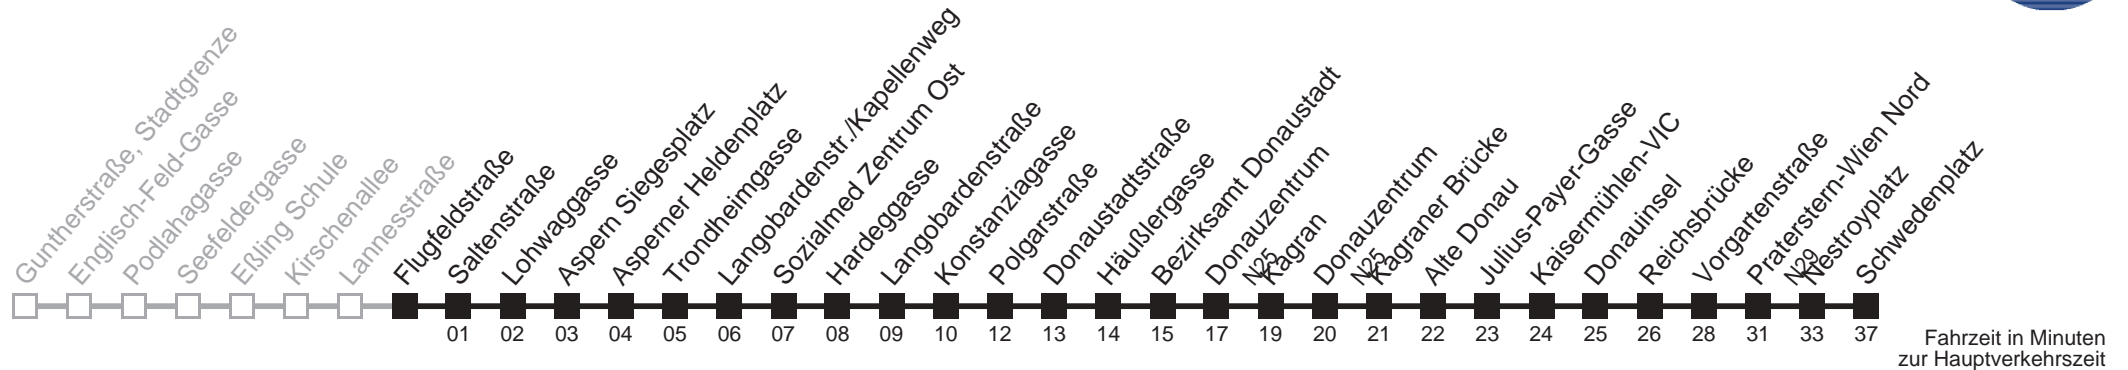 Guntherstraße, Stadtgrenze
Englisch-Feld-Gasse
Podlahagasse
Seefeldergasse
Eßling Schule
Kirschenallee
Lannesstraße
Flugfeldstraße
Saltenstraße
Lohwaggasse
Aspern Siegesplatz
Asperner Heldenplatz
Trondheimgasse
Langobardenstr./Kapellenweg
Sozialmed Zentrum Ost
Hardeggasse
Langobardenstraße
Konstanziagasse
Polgarstraße
Donaustadtstraße
Häußlergasse
Bezirksamt Donaustadt
Donauzentrum
N25
Kagran
Donauzentrum
N25
Kagraner Brücke
Alte Donau
Julius-Payer-Gasse
Kaisermühlen-VIC
Donauinsel
Reichsbrücke
Vorgartenstraße
Praterstern-Wien Nord
N29
Nestroyplatz
Schwedenplatz
01 02 03 04 05 06 07 08 09 10 12 13 14 15 17 19 20 21 22 23 24 25 26 28 31 33 37
Fahrzeit in Minuten
zur Hauptverkehrszeit